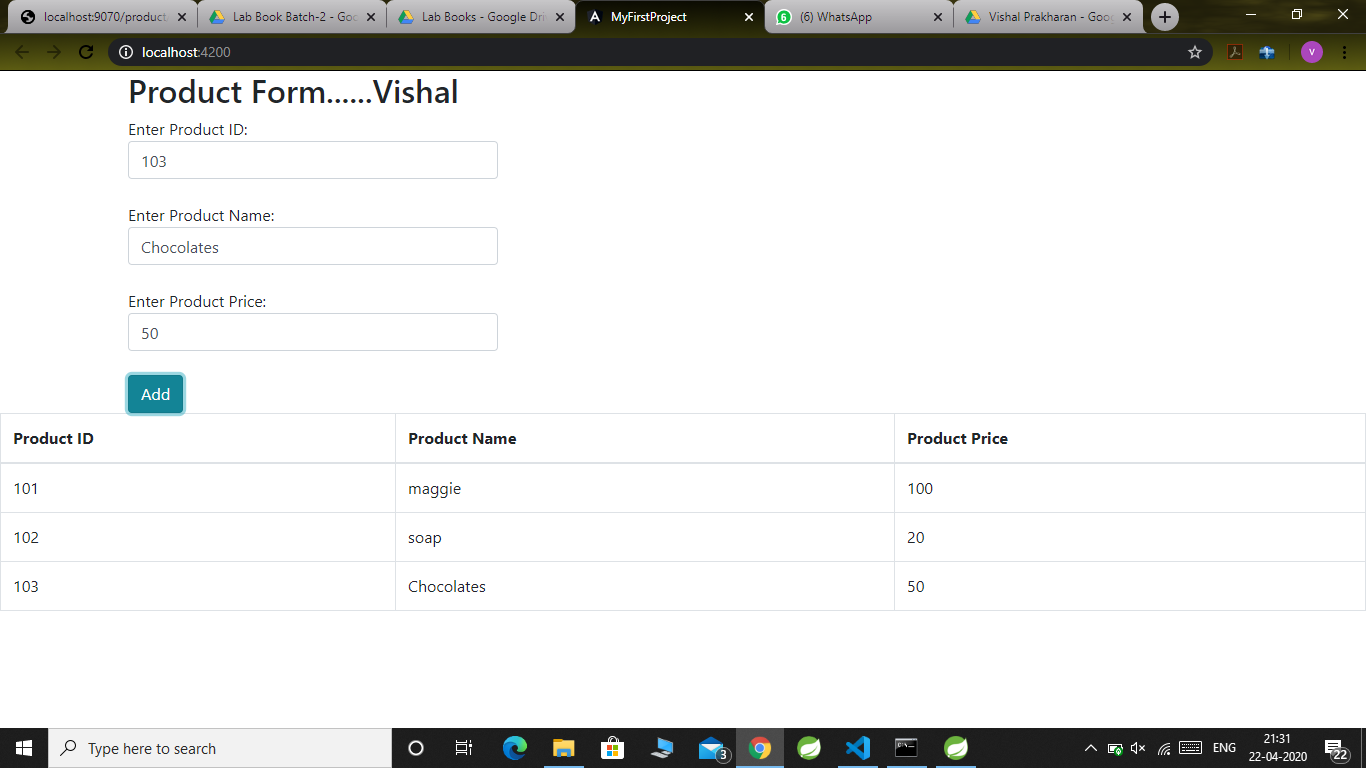 localhost:9070/product
Lab Book Batch-2 - Goo
Lab Books - Google Dri
MyFirstProject
(6) WhatsApp
Vishal Prakharan - Goo
localhost:4200
V
Product Form......Vishal
Enter Product ID:
103
Enter Product Name:
Chocolates
Enter Product Price:
50
Add
Product ID Product Name Product Price
101 maggie 100
102 soap 20
103 Chocolates 50
Type here to search
3
ENG
21:31
22-04-2020
22